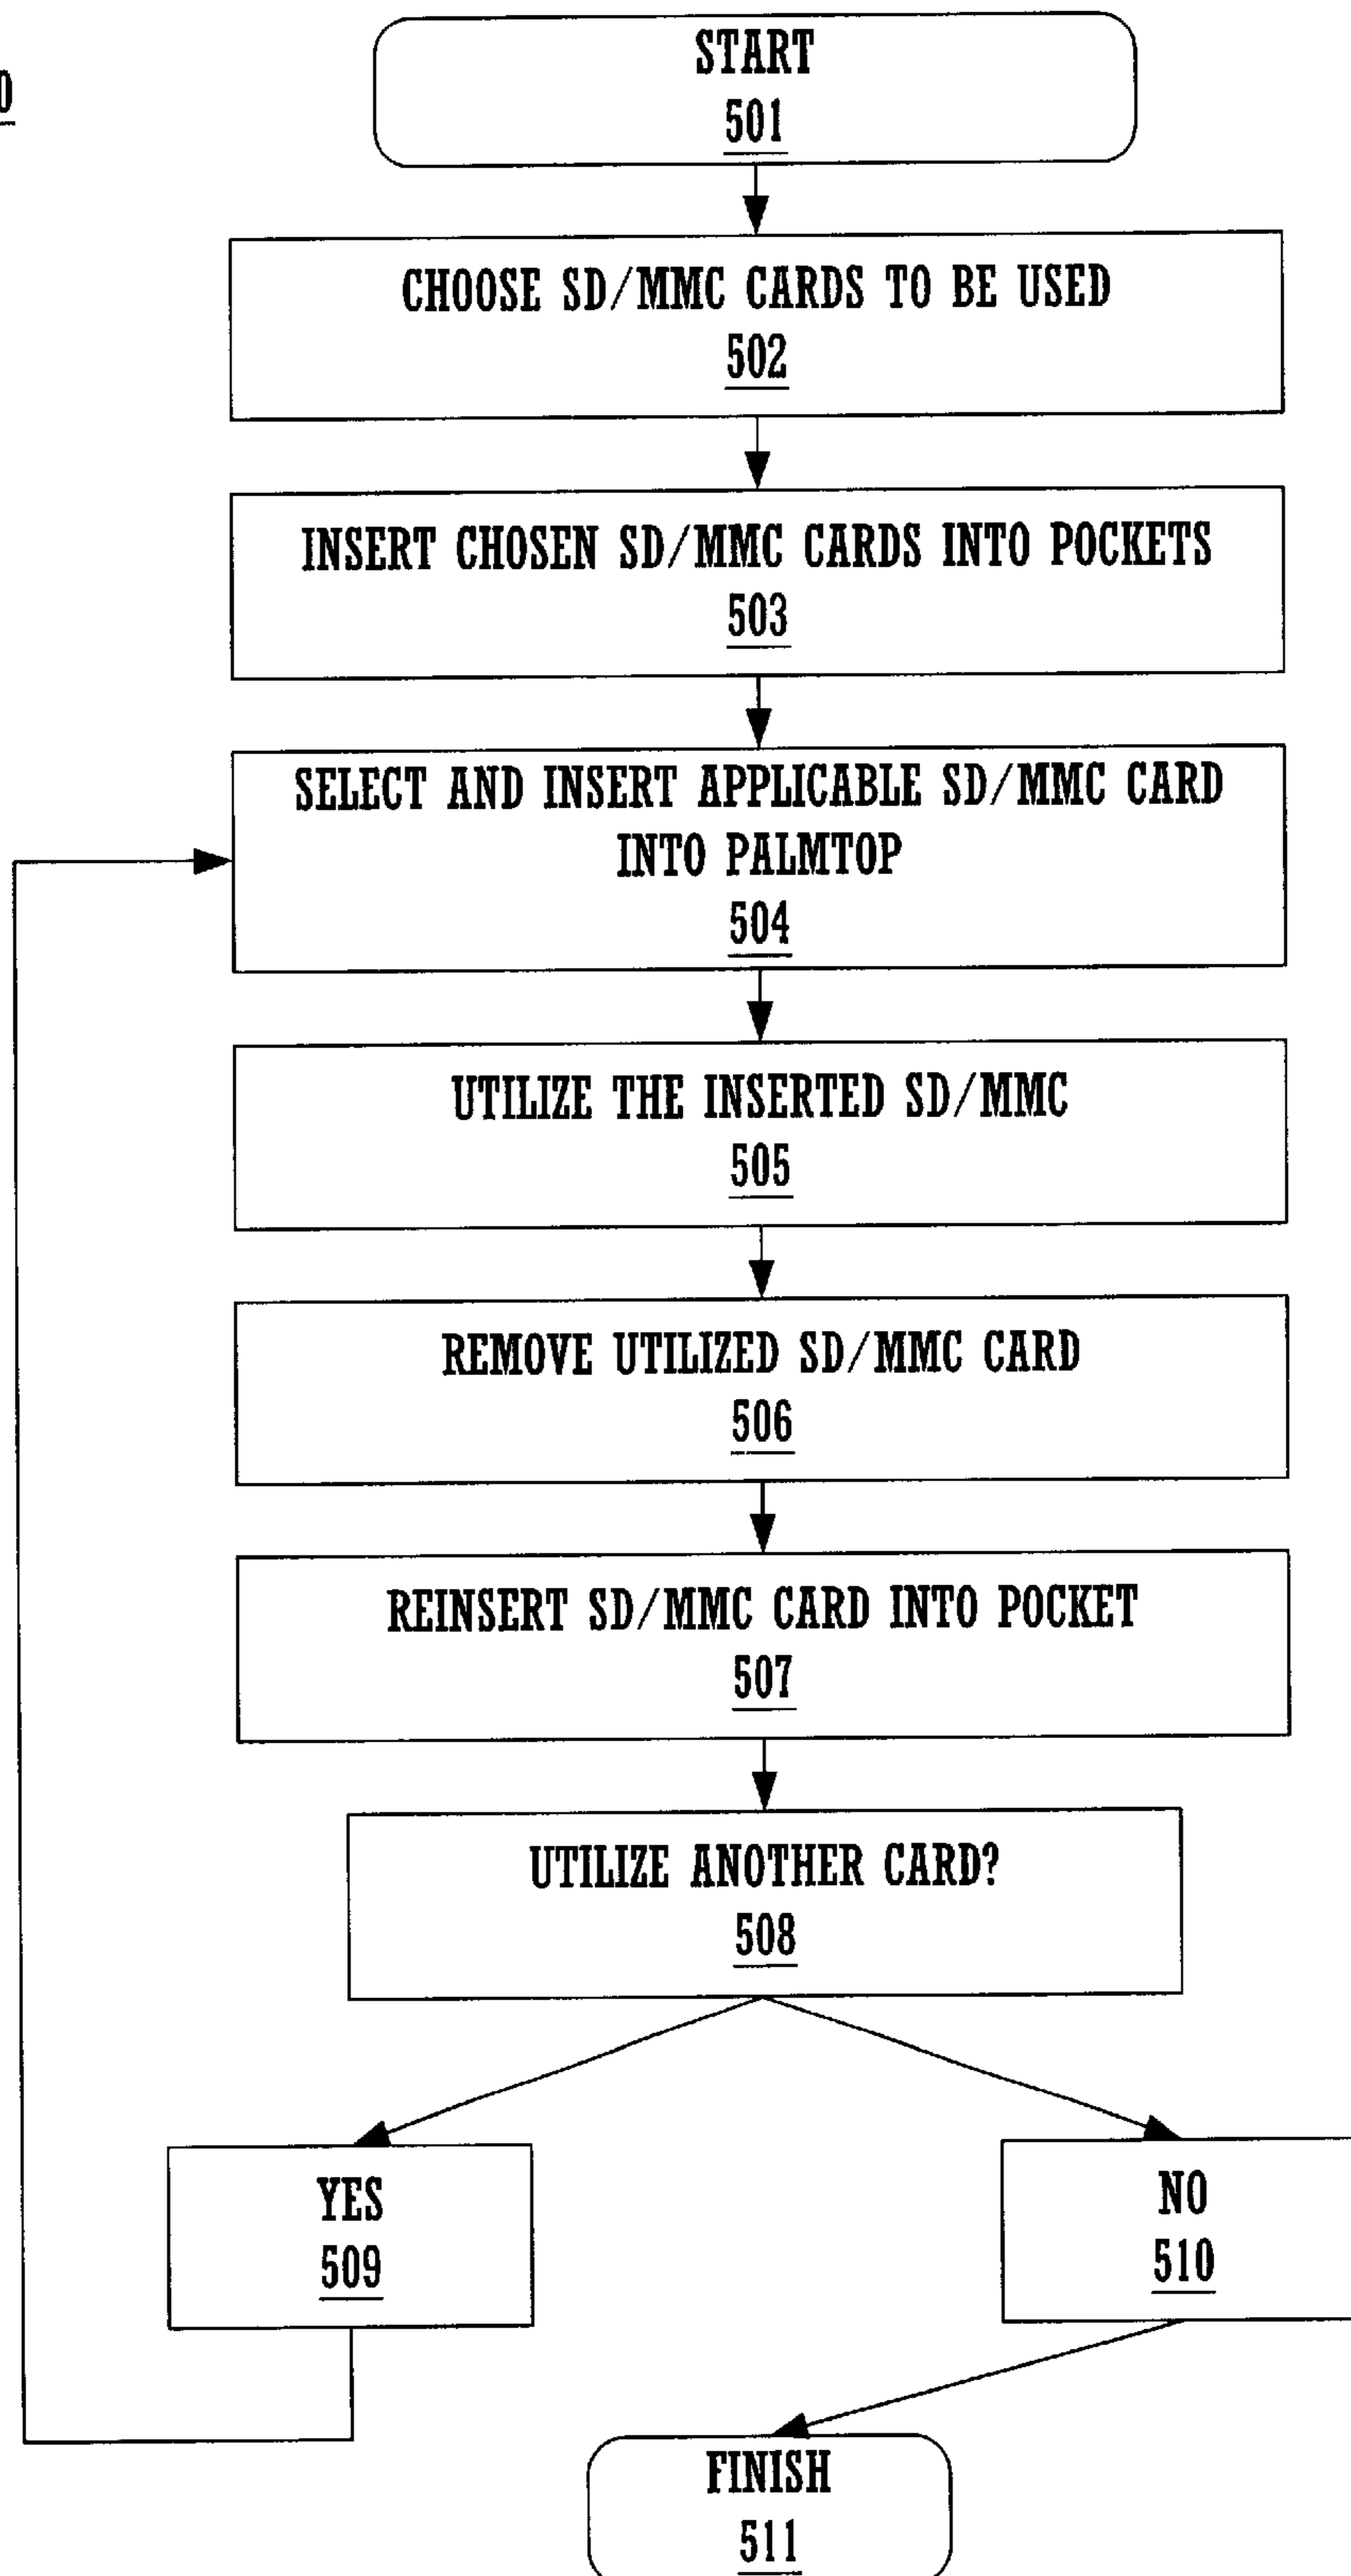 0
START
501
CHOOSE SD/MMC CARDS TO BE USED
502
INSERT CHOSEN SD/MMC CARDS INTO POCKETS
503
SELECT AND INSERT APPLICABLE SD/MMC CARD
INTO PALMTOP
504
UTILIZE THE INSERTED SD/MMC
505
REMOVE UTILIZED SD/MMC CARD
506
REINSERT SD/MMC CARD INTO POCKET
507
UTILIZE ANOTHER CARD?
508
YES
509
NO
510
FINISH
511